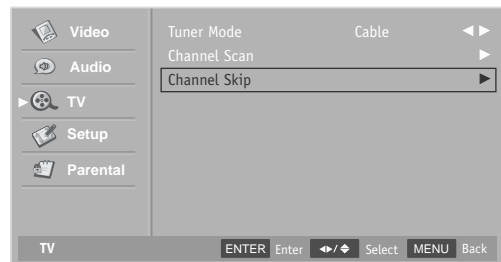 Video
Audio
TV
Setup
Parental
Tuner Mode Cable
Channel Scan
Channel Skip
TV ENTER Enter Select MENU Back